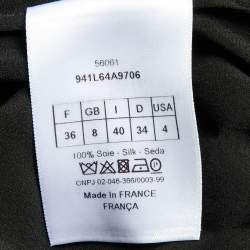 56061
941L64A9706
F GB I D USA
36 8 40 34 4
100% Soie - Silk - Seda
CNPJ 02-046-366/0003-99
Made in FRANCE
FRANÇA